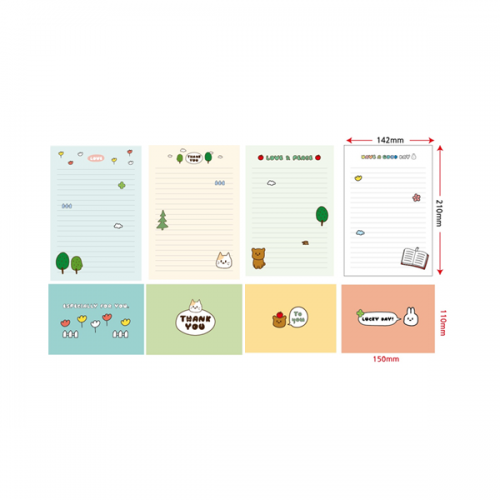 142mm
LOVE
THANK
YOU
LOVE & PEACE
HAVE A GOOD DAY
210mm
ESPECIALLY FOR YOU.
THANK
YOU
TO
YOU
LUCKY DAY!
110mm
150mm